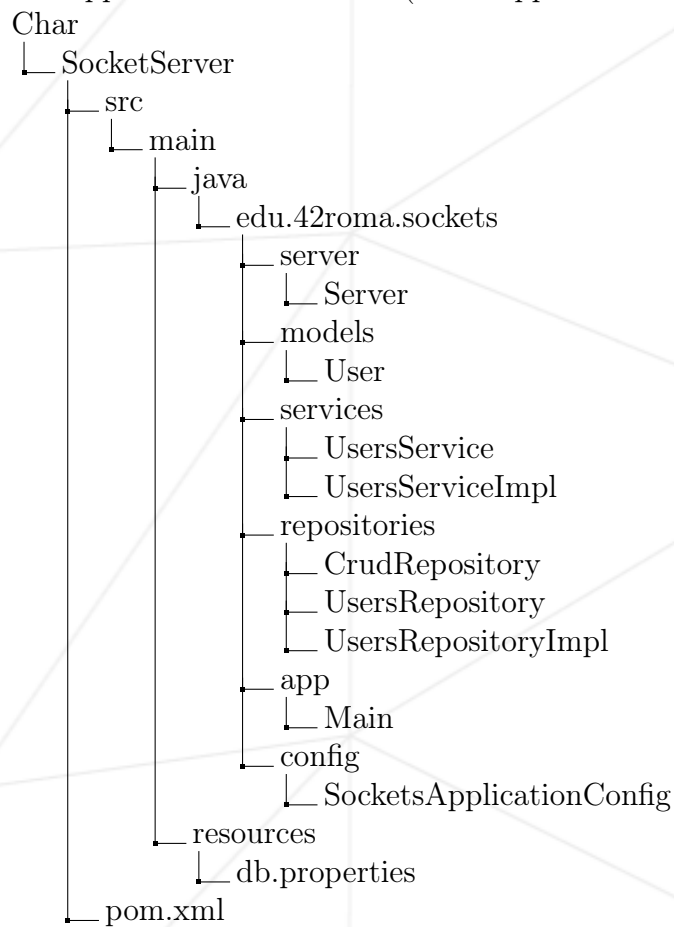 Char
SocketServer
src
main
java
edu.42roma.sockets
server
Server
models
User
services
UsersService
UsersServiceImpl
repositories
CrudRepository
UsersRepository
UsersRepositoryImpl
app
Main
config
SocketsApplicationConfig
resources
db.properties
pom.xml